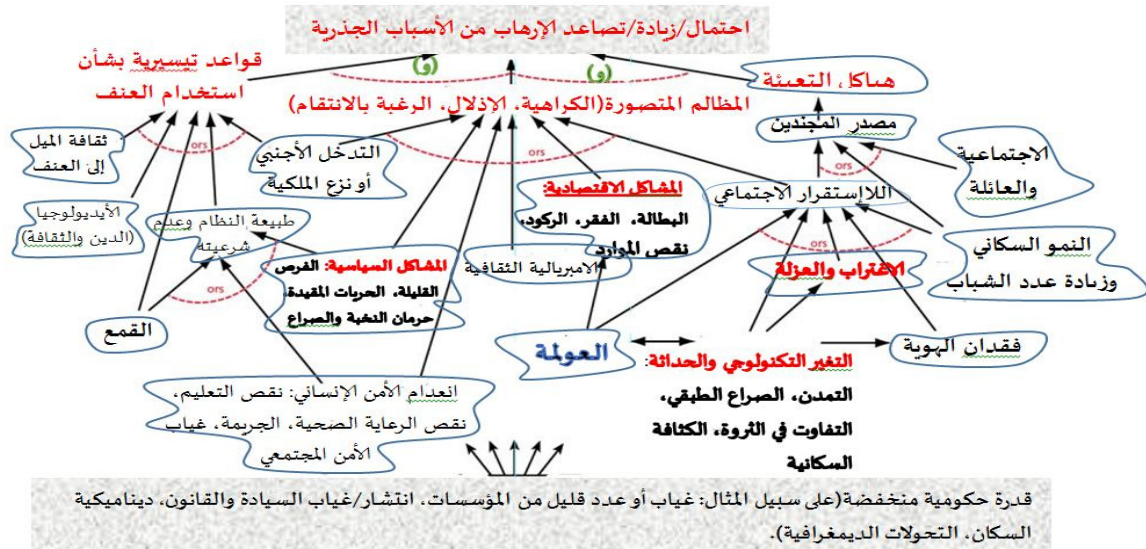 احتمال/زيادة/تصاعد الإرهاب من الأسباب الجذرية
قواعد تيسيرية بشأن
استخدام العنف
(و)
(و)
هياكل التعبئة
المظالم المتصورة(الكراهية، الإذلال، الرغبة بالانتقام)
مصدر المجندين
ثقافة الميل
إلى العنف
ors
التدخل الأجنبي
أو نزع الملكية
ors
ors
الاجتماعية
والعائلة
المشاكل الاقتصادية:
البطالة، الفقر، الركود،
نقص الموارد
اللاإستقرار الاجتماعي
الأيديولوجيا
(الدين والثقافة)
طبيعة النظام وعدم
شرعيته
ors
المشاكل السياسية: الفرص
القليلة، الحريات المقيدة،
حرمان النخبة والصراع
الامبريالية الثقافية
ors
الاغتراب والعزلة
النمو السكاني
وزيادة عدد الشباب
القمع
العولمة
فقدان الهوية
التغير التكنولوجي والحداثة:
التمدن، الصراع الطبقي،
التفاوت في الثروة، الكثافة
السكانية
انعدام الأمن الإنساني: نقص التعليم،
نقص الرعاية الصحية، الجريمة، غياب
الأمن المجتمعي
قدرة حكومية منخفضة(على سبيل المثال: غياب أو عدد قليل من المؤسسات، انتشار/غياب السيادة والقانون، ديناميكية
السكان، التحولات الديمغرافية).